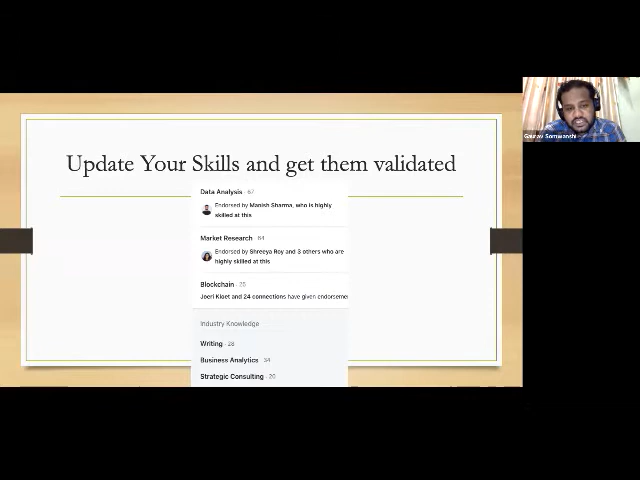 Update Your Skills and get them validated
Data Analysis · 67
Endorsed by Manish Sharma, who is highly
skilled at this
Market Research · 64
Endorsed by Shreeya Roy and 3 others who are
highly skilled at this
Blockchain · 25
Joeri Kloet and 24 connections have given endorsemen
Industry Knowledge
Writing · 28
Business Analytics · 34
Strategic Consulting · 20
Gaurav Somwanshi